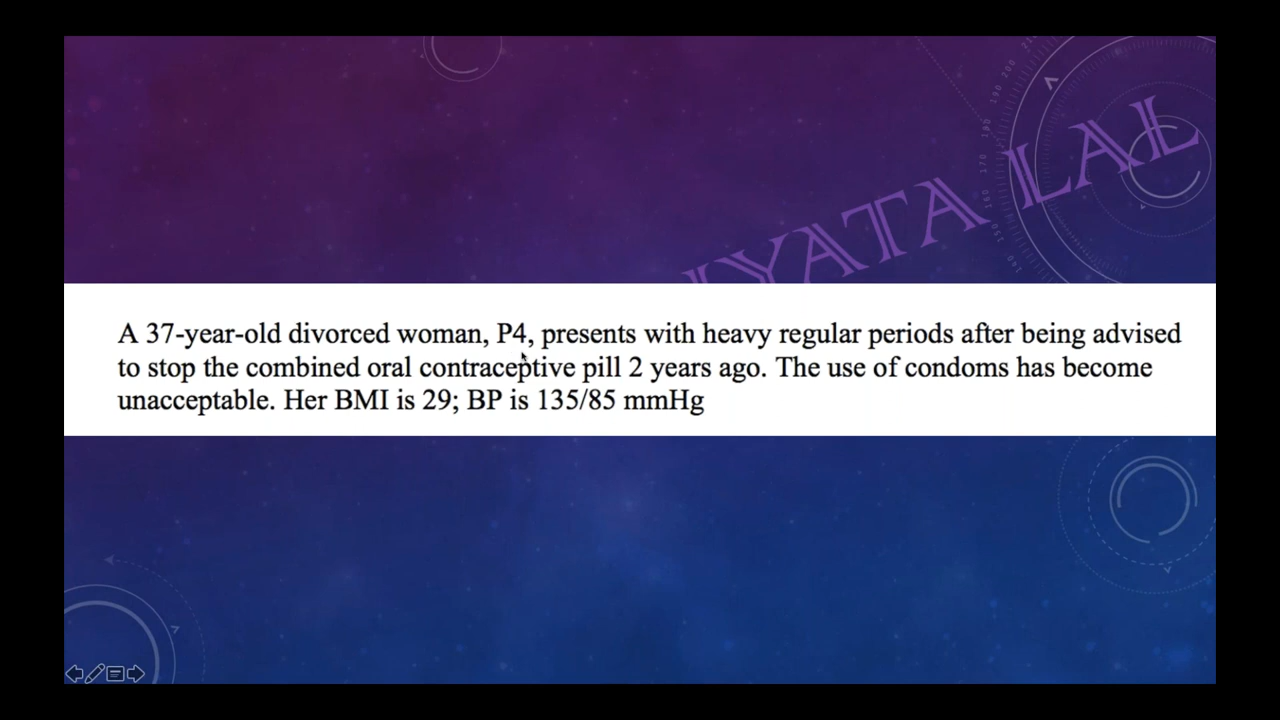 IYATA LAL
A 37-year-old divorced woman, P4, presents with heavy regular periods after being advised
to stop the combined oral contraceptive pill 2 years ago. The use of condoms has become
unacceptable. Her BMI is 29; BP is 135/85 mmHg